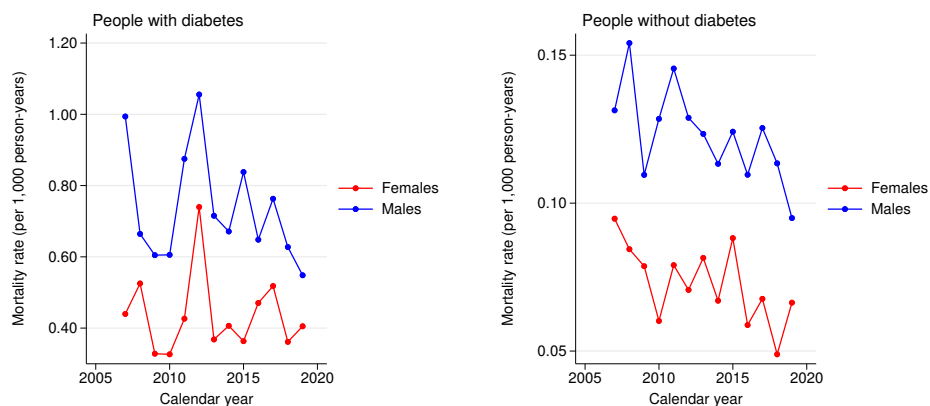 People with diabetes
Mortality rate (per 1,000 person-years)
1.20
1.00
0.80
0.60
0.40
2005
2010
2015
2020
Calendar year
Females
Males
People without diabetes
Mortality rate (per 1,000 person-years)
0.15
0.10
0.05
2005
2010
2015
2020
Calendar year
Females
Males